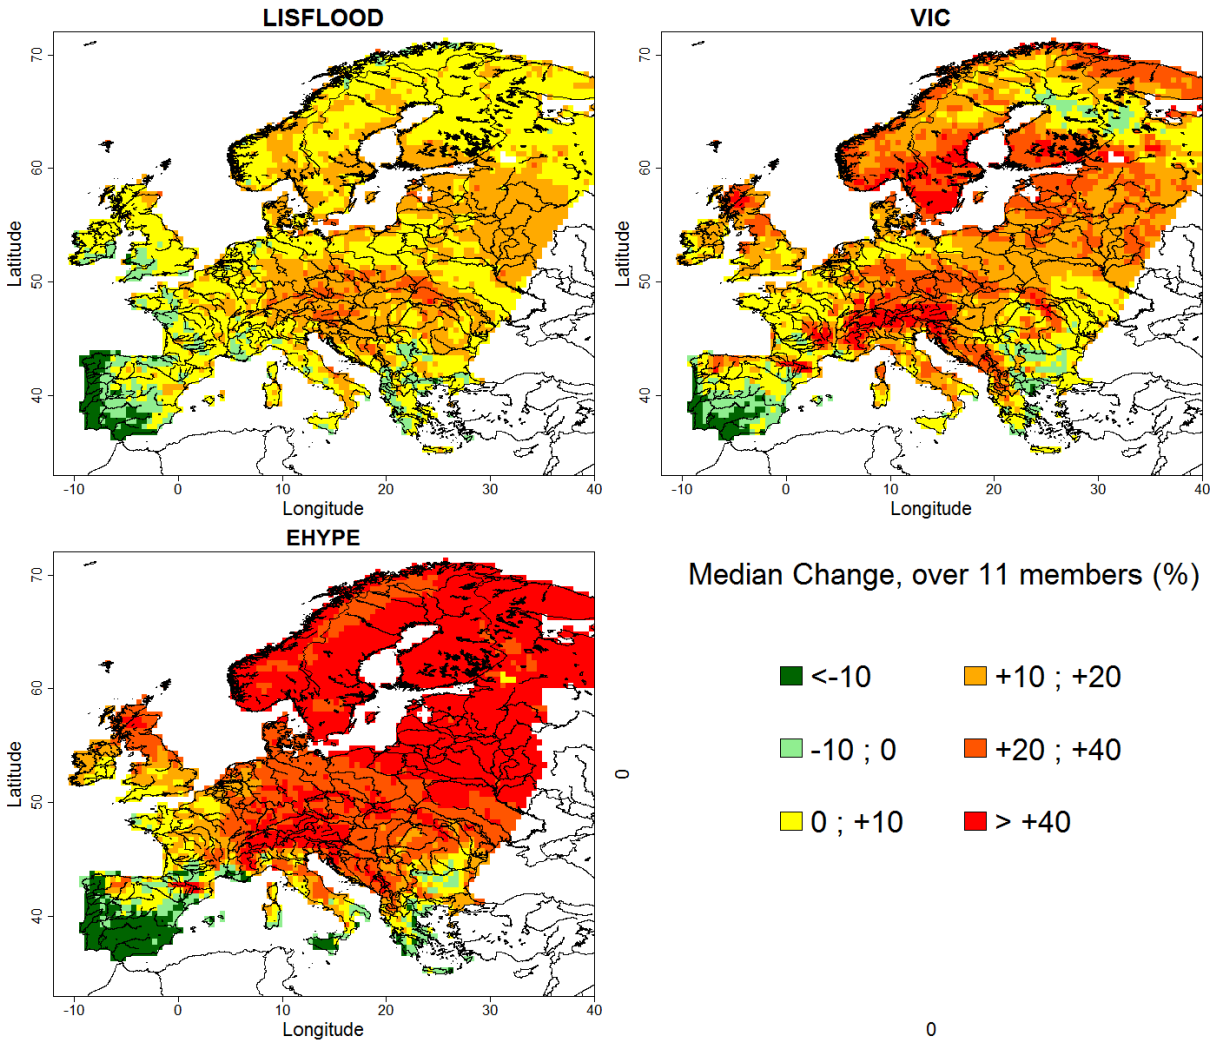 LISFLOOD
70
60
50
40
Latitude
-10 0 10 20 30 40
Longitude
VIC
70
60
50
40
Latitude
-10 0 10 20 30 40
Longitude
EHYPE
70
60
50
40
Latitude
-10 0 10 20 30 40
Longitude
Median Change, over 11 members (%)
<-10
+10 ; +20
-10 ; 0
+20 ; +40
0 ; +10
> +40
0
0